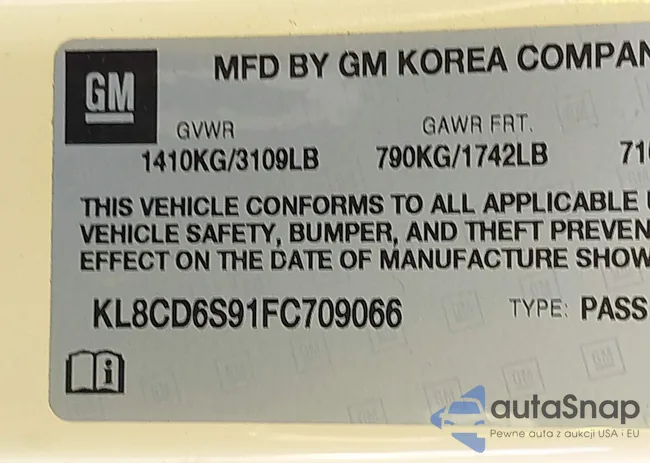 GM
MFD BY GM KOREA COMPAN
GVWR GAWR FRT.
1410KG/3109LB 790KG/1742LB 710
THIS VEHICLE CONFORMS TO ALL APPLICABLE U
VEHICLE SAFETY, BUMPER, AND THEFT PREVEN
EFFECT ON THE DATE OF MANUFACTURE SHOW
KL8CD6S91FC709066 TYPE: PASS
autaSnap
Pewne auta z aukcji USA i EU